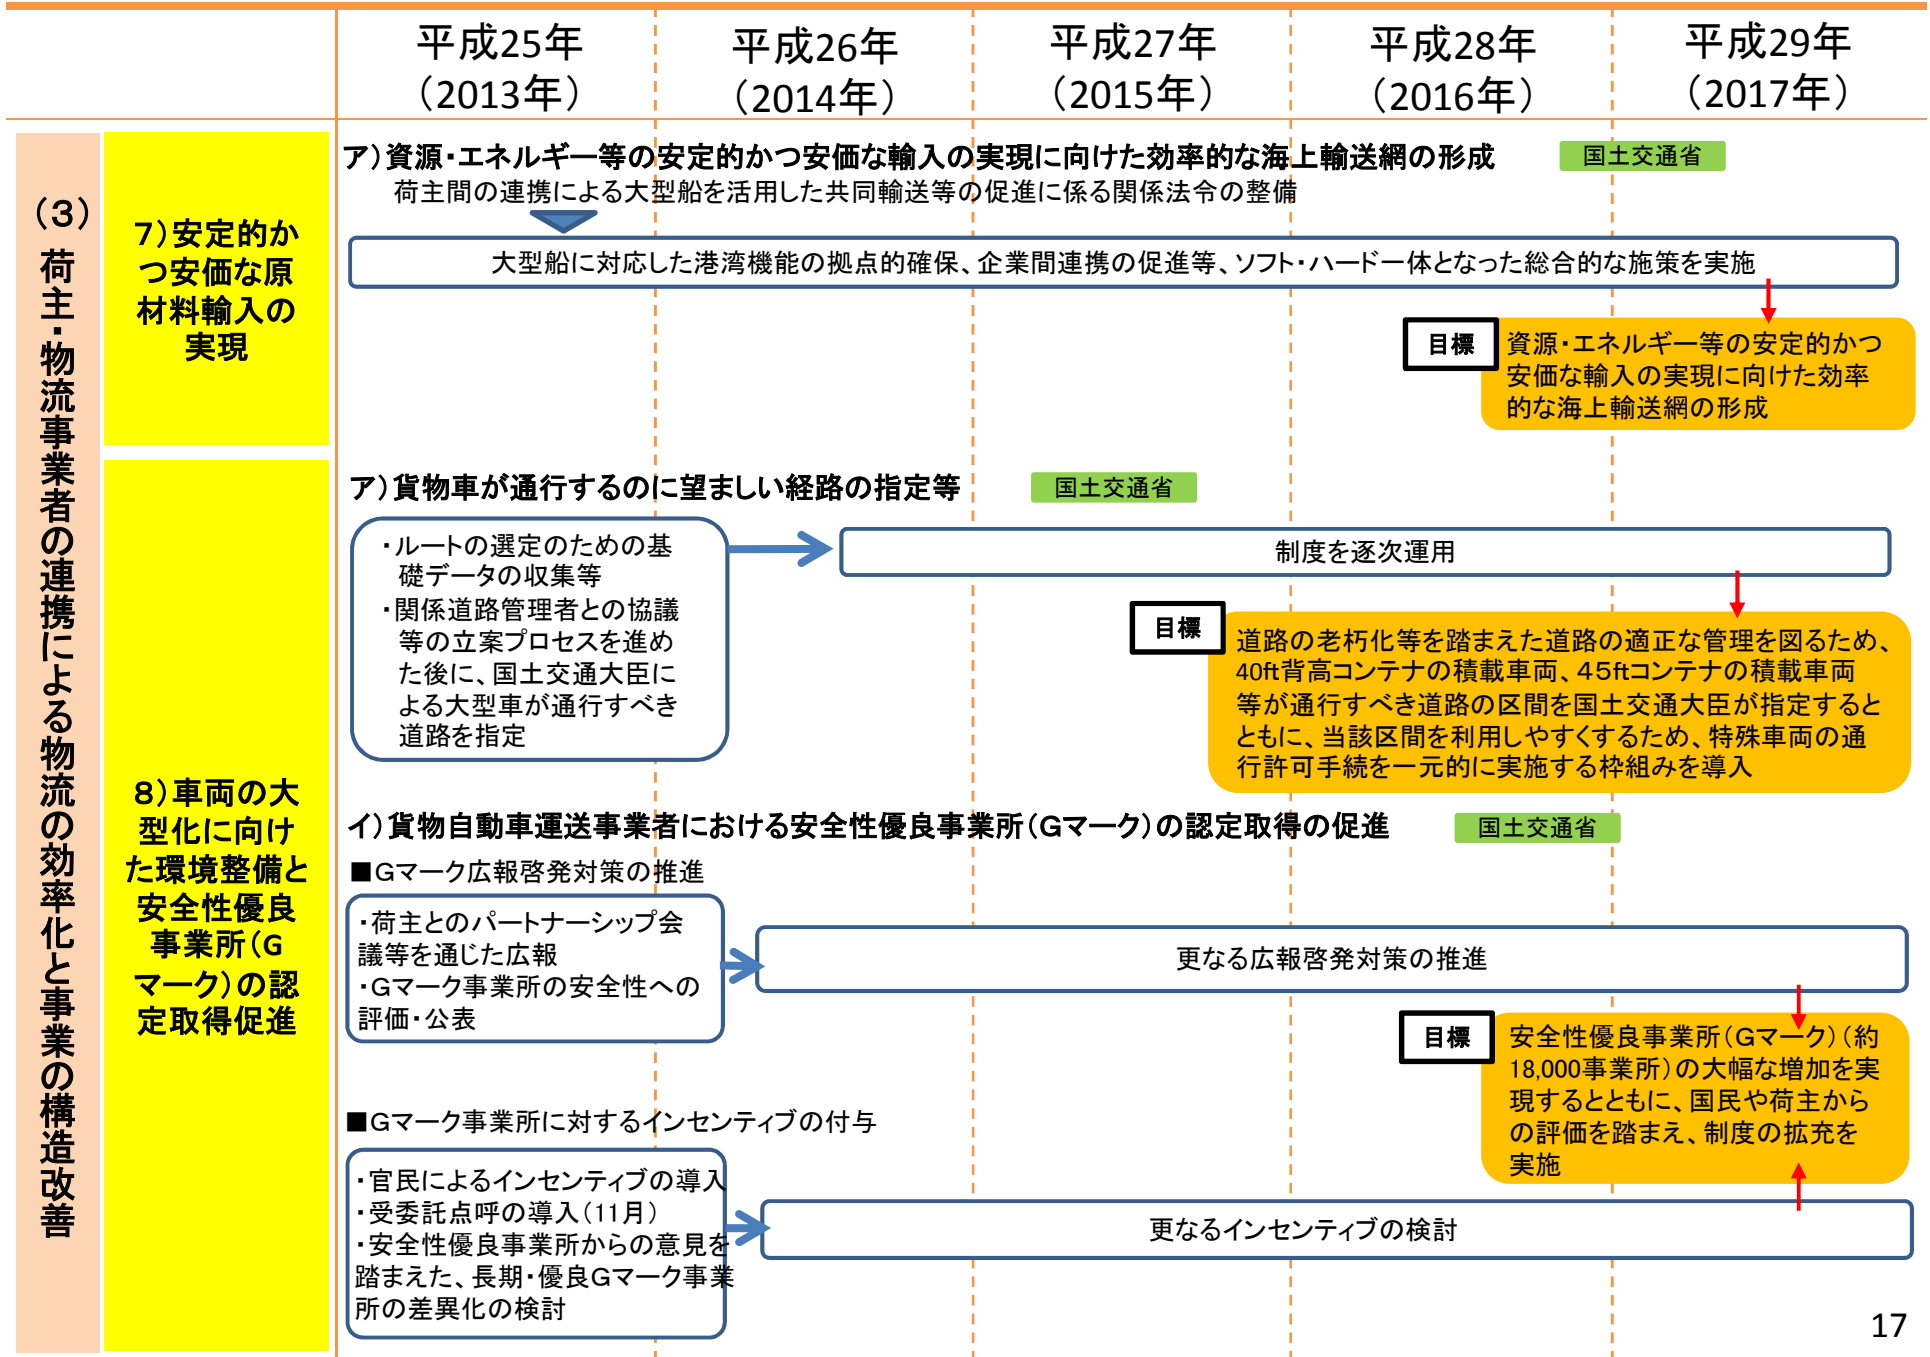 平成25年
（2013年）
平成26年
（2014年）
平成27年
（2015年）
平成28年
（2016年）
平成29年
（2017年）
（３）荷主・物流事業者の連携による物流の効率化と事業の構造改善
７）安定的か
つ安価な原
材料輸入の
実現
ア）資源・エネルギー等の安定的かつ安価な輸入の実現に向けた効率的な海上輸送網の形成
国土交通省
荷主間の連携による大型船を活用した共同輸送等の促進に係る関係法令の整備
大型船に対応した港湾機能の拠点的確保、企業間連携の促進等、ソフト・ハード一体となった総合的な施策を実施
目標
資源・エネルギー等の安定的かつ
安価な輸入の実現に向けた効率
的な海上輸送網の形成
８）車両の大
型化に向け
た環境整備と
安全性優良
事業所（G
マーク）の認
定取得促進
ア）貨物車が通行するのに望ましい経路の指定等
国土交通省
・ルートの選定のための基
礎データの収集等
・関係道路管理者との協議
等の立案プロセスを進め
た後に、国土交通大臣に
よる大型車が通行すべき
道路を指定
制度を逐次運用
目標
道路の老朽化等を踏まえた道路の適正な管理を図るため、
40ft背高コンテナの積載車両、４５ftコンテナの積載車両
等が通行すべき道路の区間を国土交通大臣が指定すると
ともに、当該区間を利用しやすくするため、特殊車両の通
行許可手続を一元的に実施する枠組みを導入
イ）貨物自動車運送事業者における安全性優良事業所（Gマーク）の認定取得の促進
国土交通省
■Gマーク広報啓発対策の推進
・荷主とのパートナーシップ会
議等を通じた広報
・Gマーク事業所の安全性への
評価・公表
更なる広報啓発対策の推進
目標
安全性優良事業所（Gマーク）（約
18,000事業所）の大幅な増加を実
現するとともに、国民や荷主から
の評価を踏まえ、制度の拡充を
実施
■Gマーク事業所に対するインセンティブの付与
・官民によるインセンティブの導入
・受委託点呼の導入（11月）
・安全性優良事業所からの意見を
踏まえた、長期・優良Gマーク事業
所の差異化の検討
更なるインセンティブの検討
17